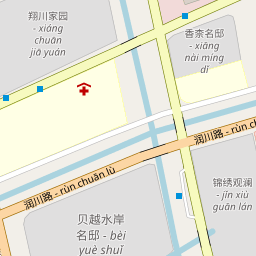 翔川家园
- xiáng
chuān
jiā yuán
香柰名邸
- xiāng
nài míng
dǐ
润川路 - rùn chuān lù
润川路 - rùn ch
锦绣观澜
- jǐn xiù
guān lán
贝越水岸
名邸 - bèi
yuè shuǐ